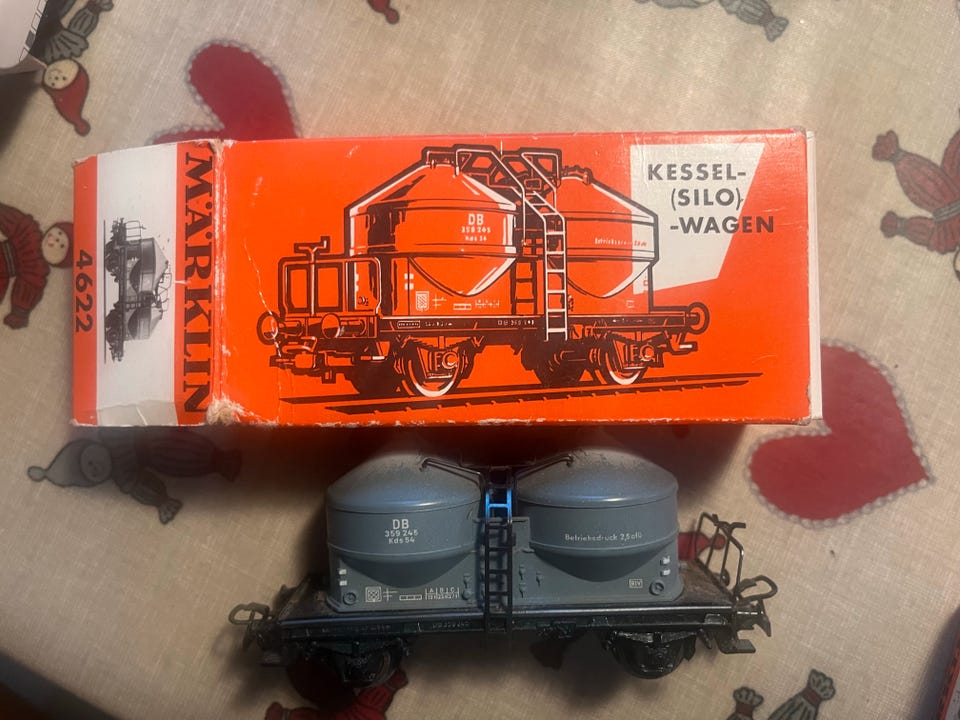 MÄRKLIN
4622
KESSEL-
(SILO)-
-WAGEN
DB
359 245
Kds 54
DB
359 245
Kds 54
Betriebsdruck 2,5 atü